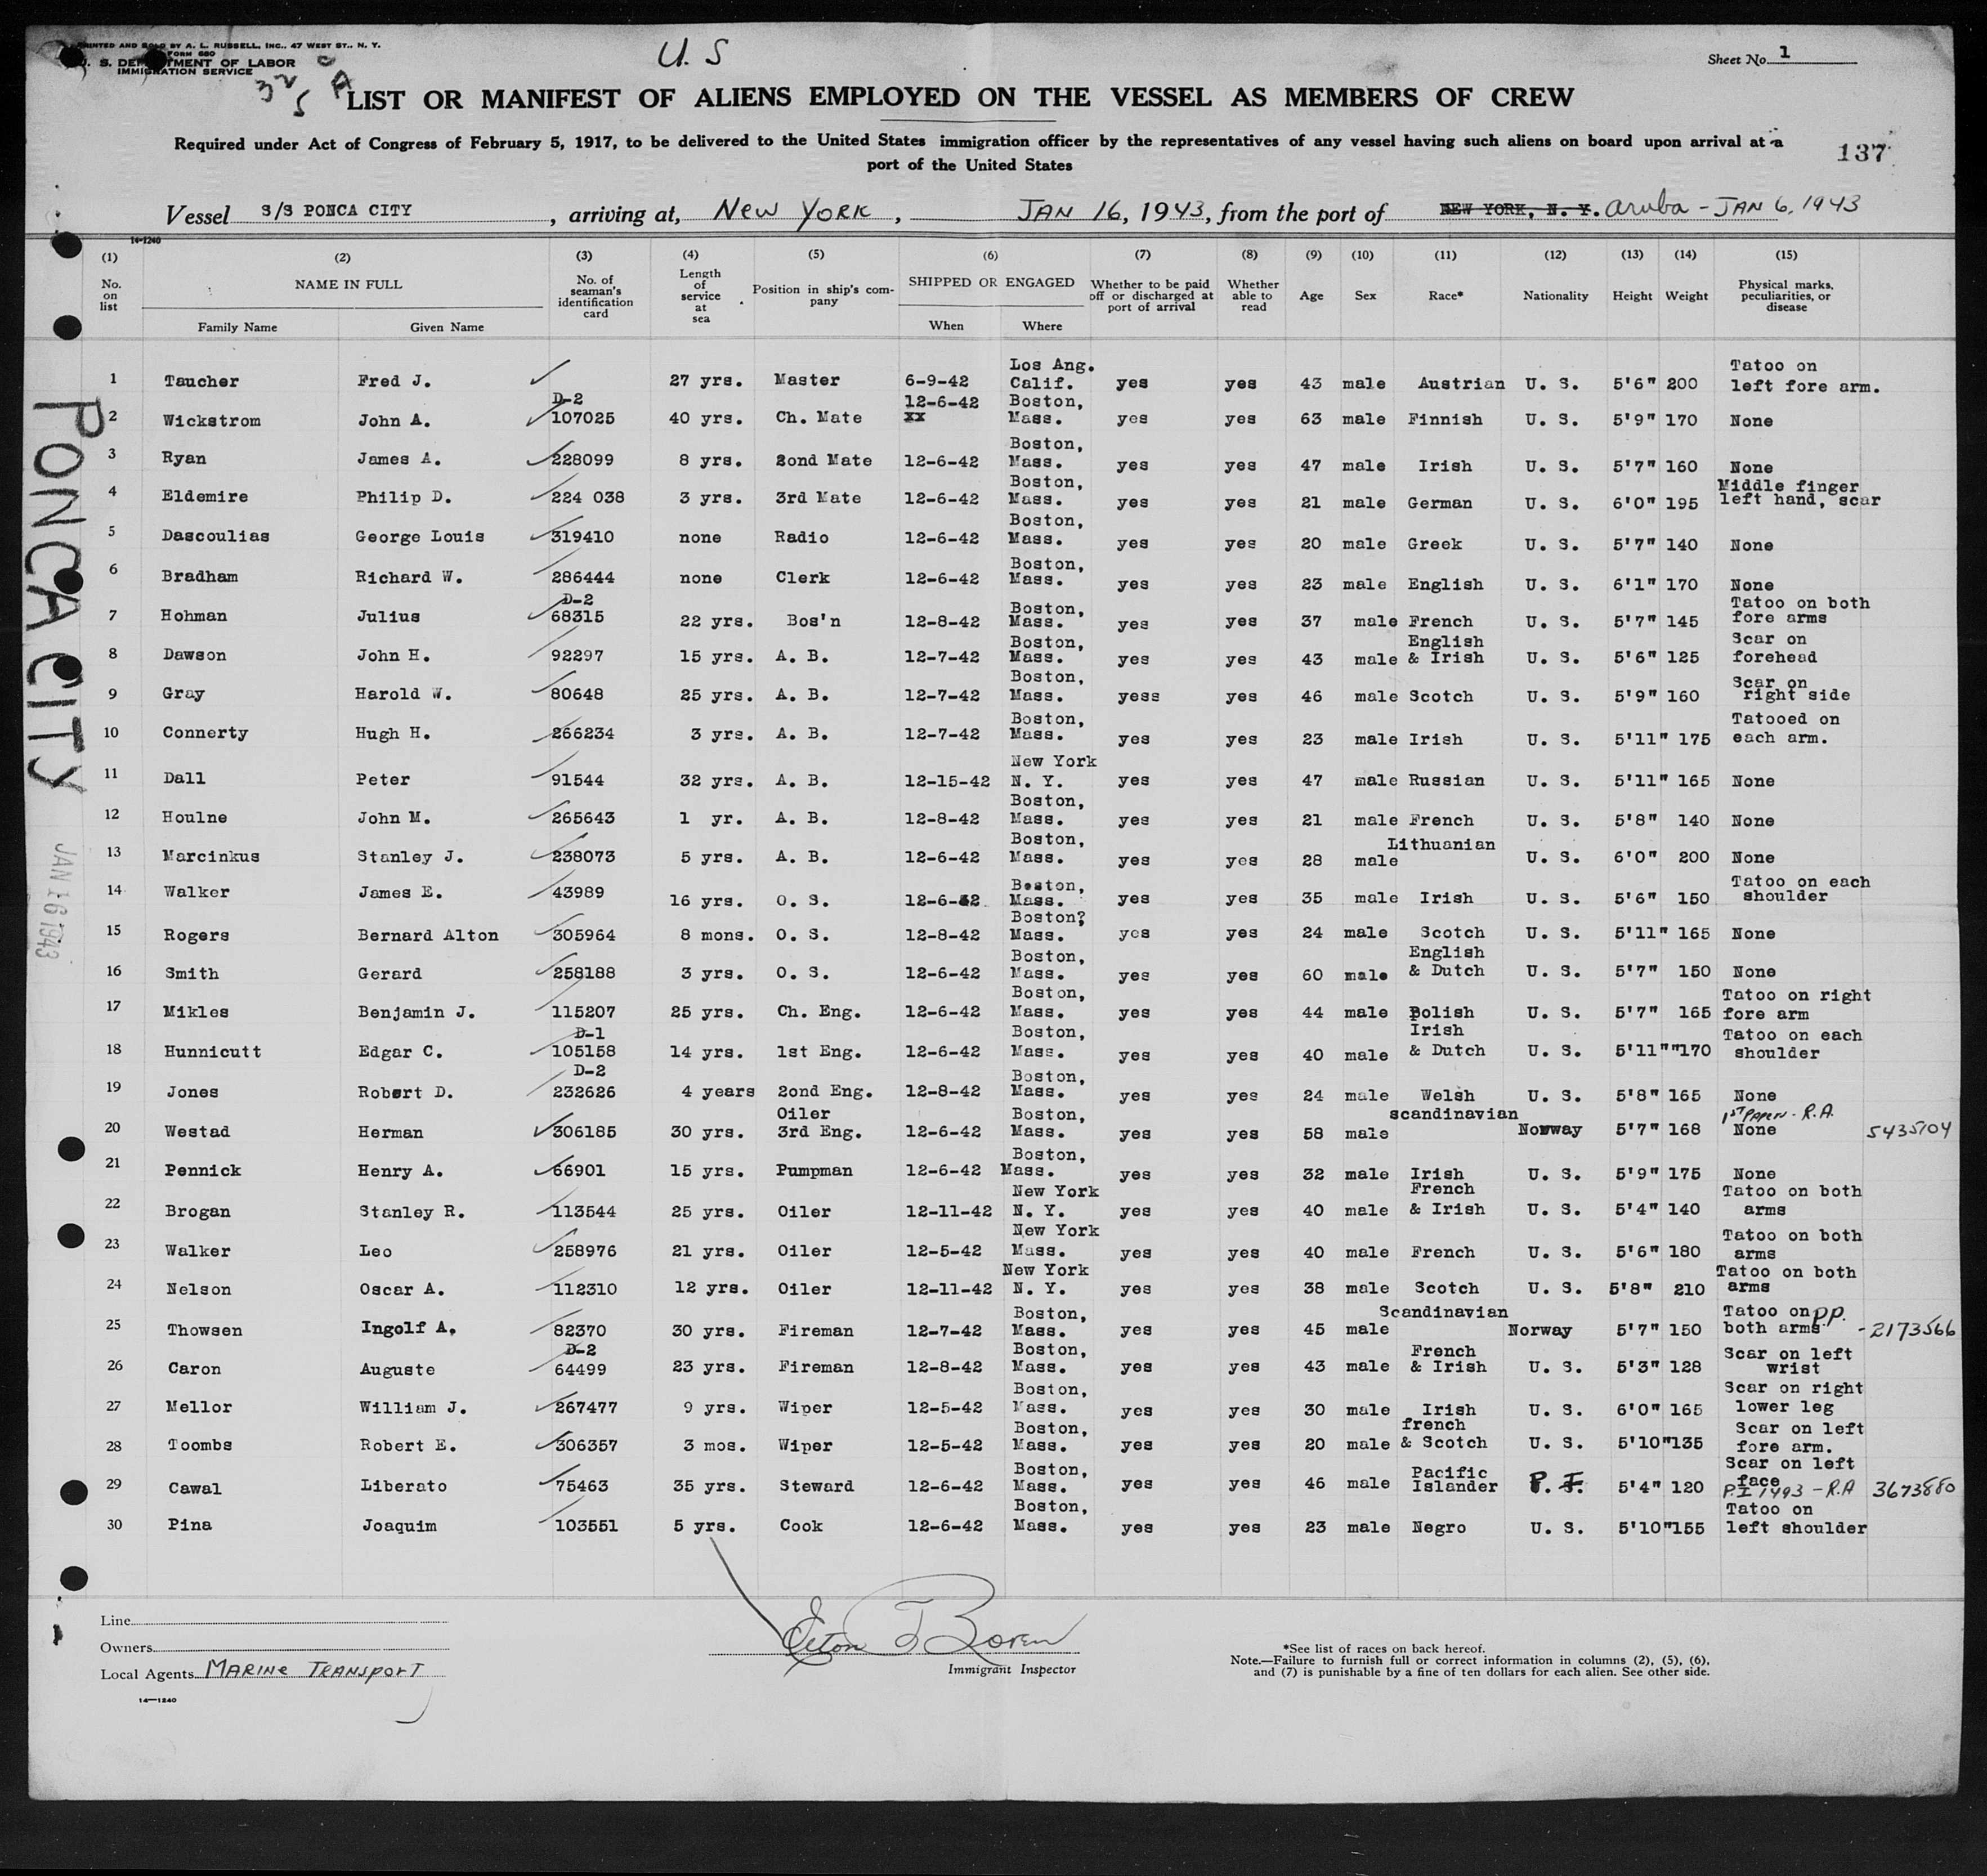 PRINTED AND SOLD BY A. L. RUSSELL, INC., 47 WEST ST., N. Y.
FORM 680
U. S. DEPARTMENT OF LABOR
IMMIGRATION SERVICE
U. S
Sheet No. 1
LIST OR MANIFEST OF ALIENS EMPLOYED ON THE VESSEL AS MEMBERS OF CREW
Required under Act of Congress of February 5, 1917, to be delivered to the United States immigration officer by the representatives of any vessel having such aliens on board upon arrival at a
port of the United States
137
Vessel S/S PONCA CITY, arriving at, New York, JAN 16, 1943, from the port of NEW YORK, N. Y. Aruba - JAN 6, 1943
14-1240
(1) (2) (3) (4) (5) (6) (7) (8) (9) (10) (11) (12) (13) (14) (15)
No. on list NAME IN FULL Family Name Given Name No. of seaman's identification card Length of service at sea Position in ship's company SHIPPED OR ENGAGED When Where Whether to be paid off or discharged at port of arrival Whether able to read Age Sex Race* Nationality Height Weight Physical marks, peculiarities, or disease
1 Taucher Fred J. 27 yrs. Master 6-9-42 Los Ang. Calif. yes yes 43 male Austrian U. S. 5'6" 200 Tatoo on left fore arm.
2 Wickstrom John A. D-2 107025 40 yrs. Ch. Mate 12-6-42 xx Boston, Mass. yes yes 63 male Finnish U. S. 5'9" 170 None
3 Ryan James A. 228099 8 yrs. 2ond Mate 12-6-42 Boston, Mass. yes yes 47 male Irish U. S. 5'7" 160 None
4 Eldemire Philip D. 224 038 3 yrs. 3rd Mate 12-6-42 Boston, Mass. yes yes 21 male German U. S. 6'0" 195 Middle finger left hand, scar
5 Dascoulias George Louis 319410 none Radio 12-6-42 Boston, Mass. yes yes 20 male Greek U. S. 5'7" 140 None
6 Bradham Richard W. 286444 none Clerk 12-6-42 Boston, Mass. yes yes 23 male English U. S. 6'1" 170 None
7 Hohman Julius D-2 68315 22 yrs. Bos'n 12-8-42 Boston, Mass. yes yes 37 male French U. S. 5'7" 145 Tatoo on both fore arms
8 Dawson John H. 92297 15 yrs. A. B. 12-7-42 Boston, Mass. yes yes 43 male English & Irish U. S. 5'6" 125 Scar on forehead
9 Gray Harold W. 80648 25 yrs. A. B. 12-7-42 Boston, Mass. yess yes 46 male Scotch U. S. 5'9" 160 Scar on right side
10 Connerty Hugh H. 266234 3 yrs. A. B. 12-7-42 Boston, Mass. yes yes 23 male Irish U. S. 5'11" 175 Tatooed on each arm.
11 Dall Peter 91544 32 yrs. A. B. 12-15-42 New York N. Y. yes yes 47 male Russian U. S. 5'11" 165 None
12 Houlne John M. 265643 1 yr. A. B. 12-8-42 Boston, Mass. yes yes 21 male French U. S. 5'8" 140 None
13 Marcinkus Stanley J. 238073 5 yrs. A. B. 12-6-42 Boston, Mass. yes yes 28 male Lithuanian U. S. 6'0" 200 None
14 Walker James E. 43989 16 yrs. O. S. 12-6-42 Boston, Mass. yes yes 35 male Irish U. S. 5'6" 150 Tatoo on each shoulder
15 Rogers Bernard Alton 305964 8 mons. O. S. 12-8-42 Boston? Mass. yes yes 24 male Scotch U. S. 5'11" 165 None
16 Smith Gerard 258188 3 yrs. O. S. 12-6-42 Boston, Mass. yes yes 60 male English & Dutch U. S. 5'7" 150 None
17 Mikles Benjamin J. 115207 25 yrs. Ch. Eng. 12-6-42 Boston, Mass. yes yes 44 male Polish U. S. 5'7" 165 Tatoo on right fore arm
18 Hunnicutt Edgar C. D-1 105158 14 yrs. 1st Eng. 12-6-42 Boston, Mass. yes yes 40 male Irish & Dutch U. S. 5'11""170 Tatoo on each shoulder
19 Jones Robert D. D-2 232626 4 years 2ond Eng. 12-8-42 Boston, Mass. yes yes 24 male Welsh U. S. 5'8" 165 None
20 Westad Herman 306185 30 yrs. Oiler 3rd Eng. 12-6-42 Boston, Mass. yes yes 58 male scandinavian Norway 5'7" 168 1st Papers - R.A. None 5435704
21 Pennick Henry A. 66901 15 yrs. Pumpman 12-6-42 Boston, Mass. yes yes 32 male Irish U. S. 5'9" 175 None
22 Brogan Stanley R. 113544 25 yrs. Oiler 12-11-42 New York N. Y. yes yes 40 male French & Irish U. S. 5'4" 140 Tatoo on both arms
23 Walker Leo 258976 21 yrs. Oiler 12-5-42 New York Mass. yes yes 40 male French U. S. 5'6" 180 Tatoo on both arms
24 Nelson Oscar A. 112310 12 yrs. Oiler 12-11-42 New York N. Y. yes yes 38 male Scotch U. S. 5'8" 210 Tatoo on both arms
25 Thowsen Ingolf A. 82370 30 yrs. Fireman 12-7-42 Boston, Mass. yes yes 45 male Scandinavian Norway 5'7" 150 Tatoo on both arms P.P. -2173566
26 Caron Auguste D-2 64499 23 yrs. Fireman 12-8-42 Boston, Mass. yes yes 43 male French & Irish U. S. 5'3" 128 Scar on left wrist
27 Mellor William J. 267477 9 yrs. Wiper 12-5-42 Boston, Mass. yes yes 30 male Irish U. S. 6'0" 165 Scar on right lower leg
28 Toombs Robert E. 306357 3 mos. Wiper 12-5-42 Boston, Mass. yes yes 20 male french & Scotch U. S. 5'10"135 Scar on left fore arm.
29 Cawal Liberato 75463 35 yrs. Steward 12-6-42 Boston, Mass. yes yes 46 male Pacific Islander P. I. 5'4" 120 Scar on left face P.I 1493 - R.A 3673880
30 Pina Joaquim 103551 5 yrs. Cook 12-6-42 Boston, Mass. yes yes 23 male Negro U. S. 5'10"155 Tatoo on left shoulder
PONCA CITY
JAN 16 1943
Line
Owners
Local Agents Marine Transport
14—1240
Immigrant Inspector
*See list of races on back hereof.
Note.—Failure to furnish full or correct information in columns (2), (5), (6),
and (7) is punishable by a fine of ten dollars for each alien. See other side.